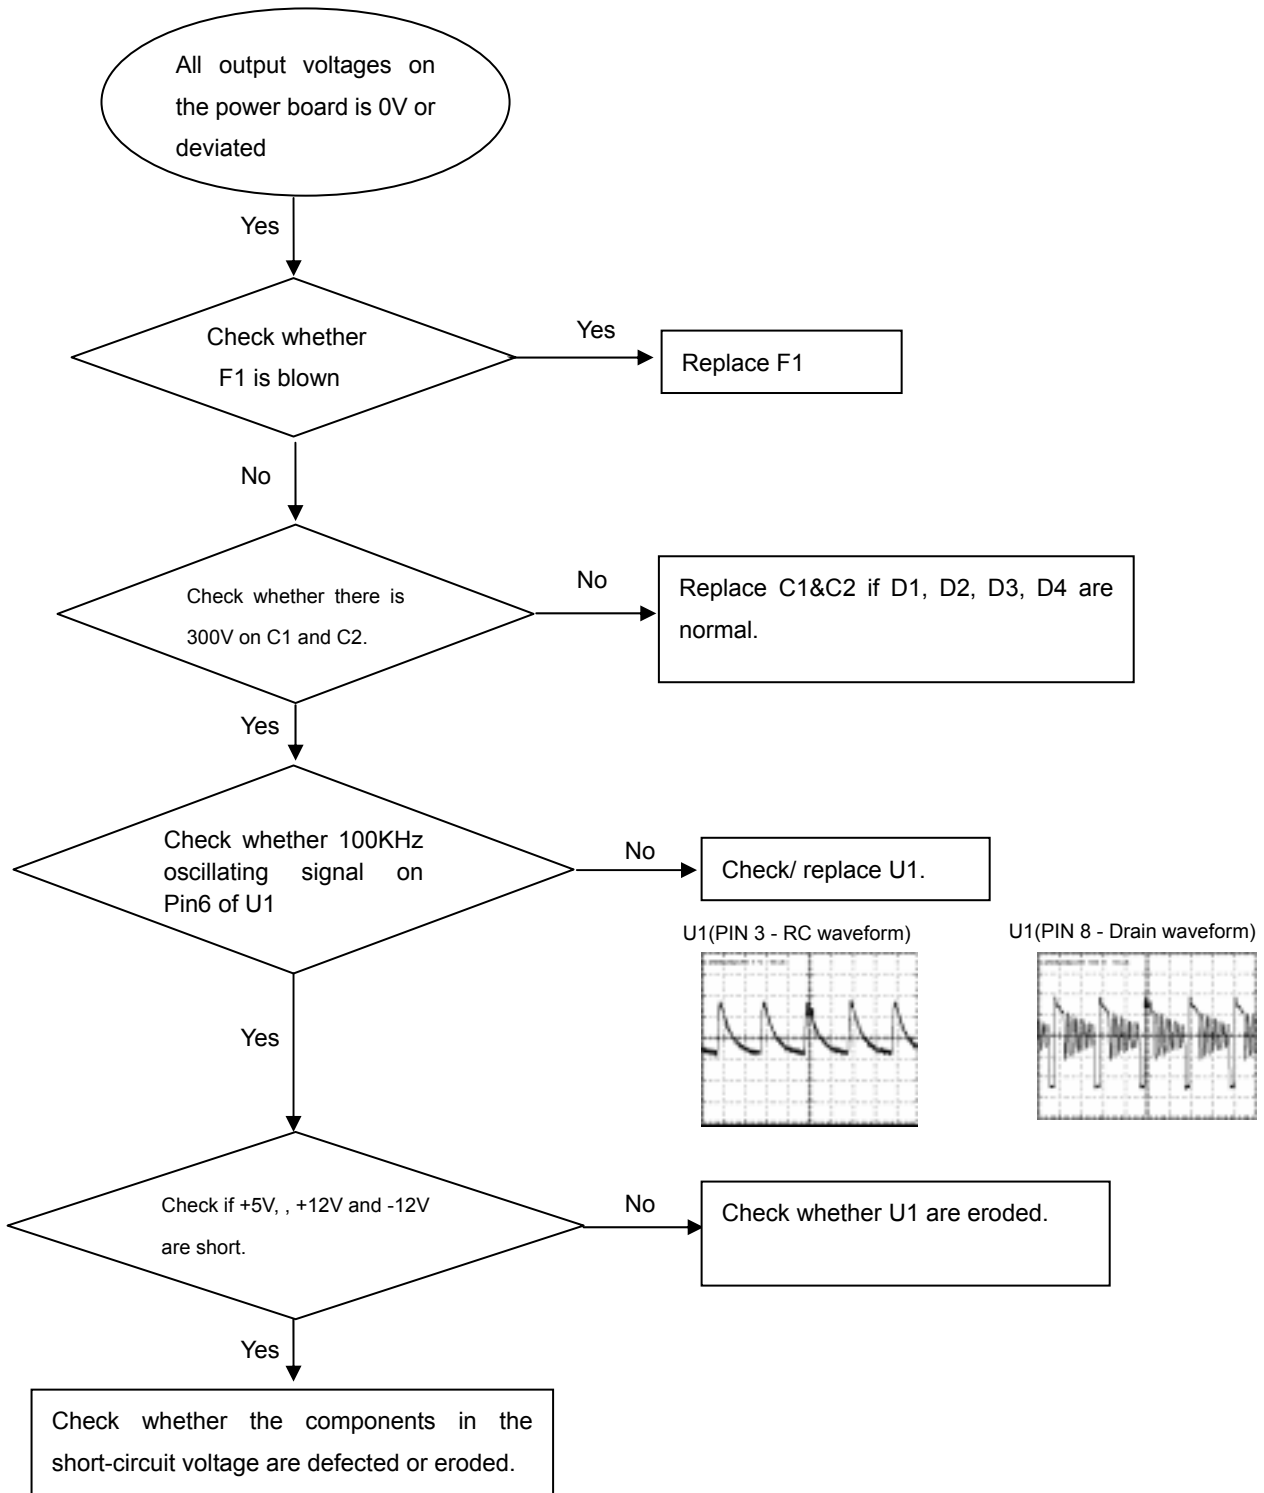 All output voltages on
the power board is 0V or
deviated
Yes
Check whether
F1 is blown
Yes
Replace F1
No
Check whether there is
300V on C1 and C2.
No
Replace C1&C2 if D1, D2, D3, D4 are
normal.
Yes
Check whether 100KHz
oscillating signal on
Pin6 of U1
No
Check/ replace U1.
U1(PIN 3 - RC waveform)
U1(PIN 8 - Drain waveform)
Yes
Check if +5V, , +12V and -12V
are short.
No
Check whether U1 are eroded.
Yes
Check whether the components in the
short-circuit voltage are defected or eroded.